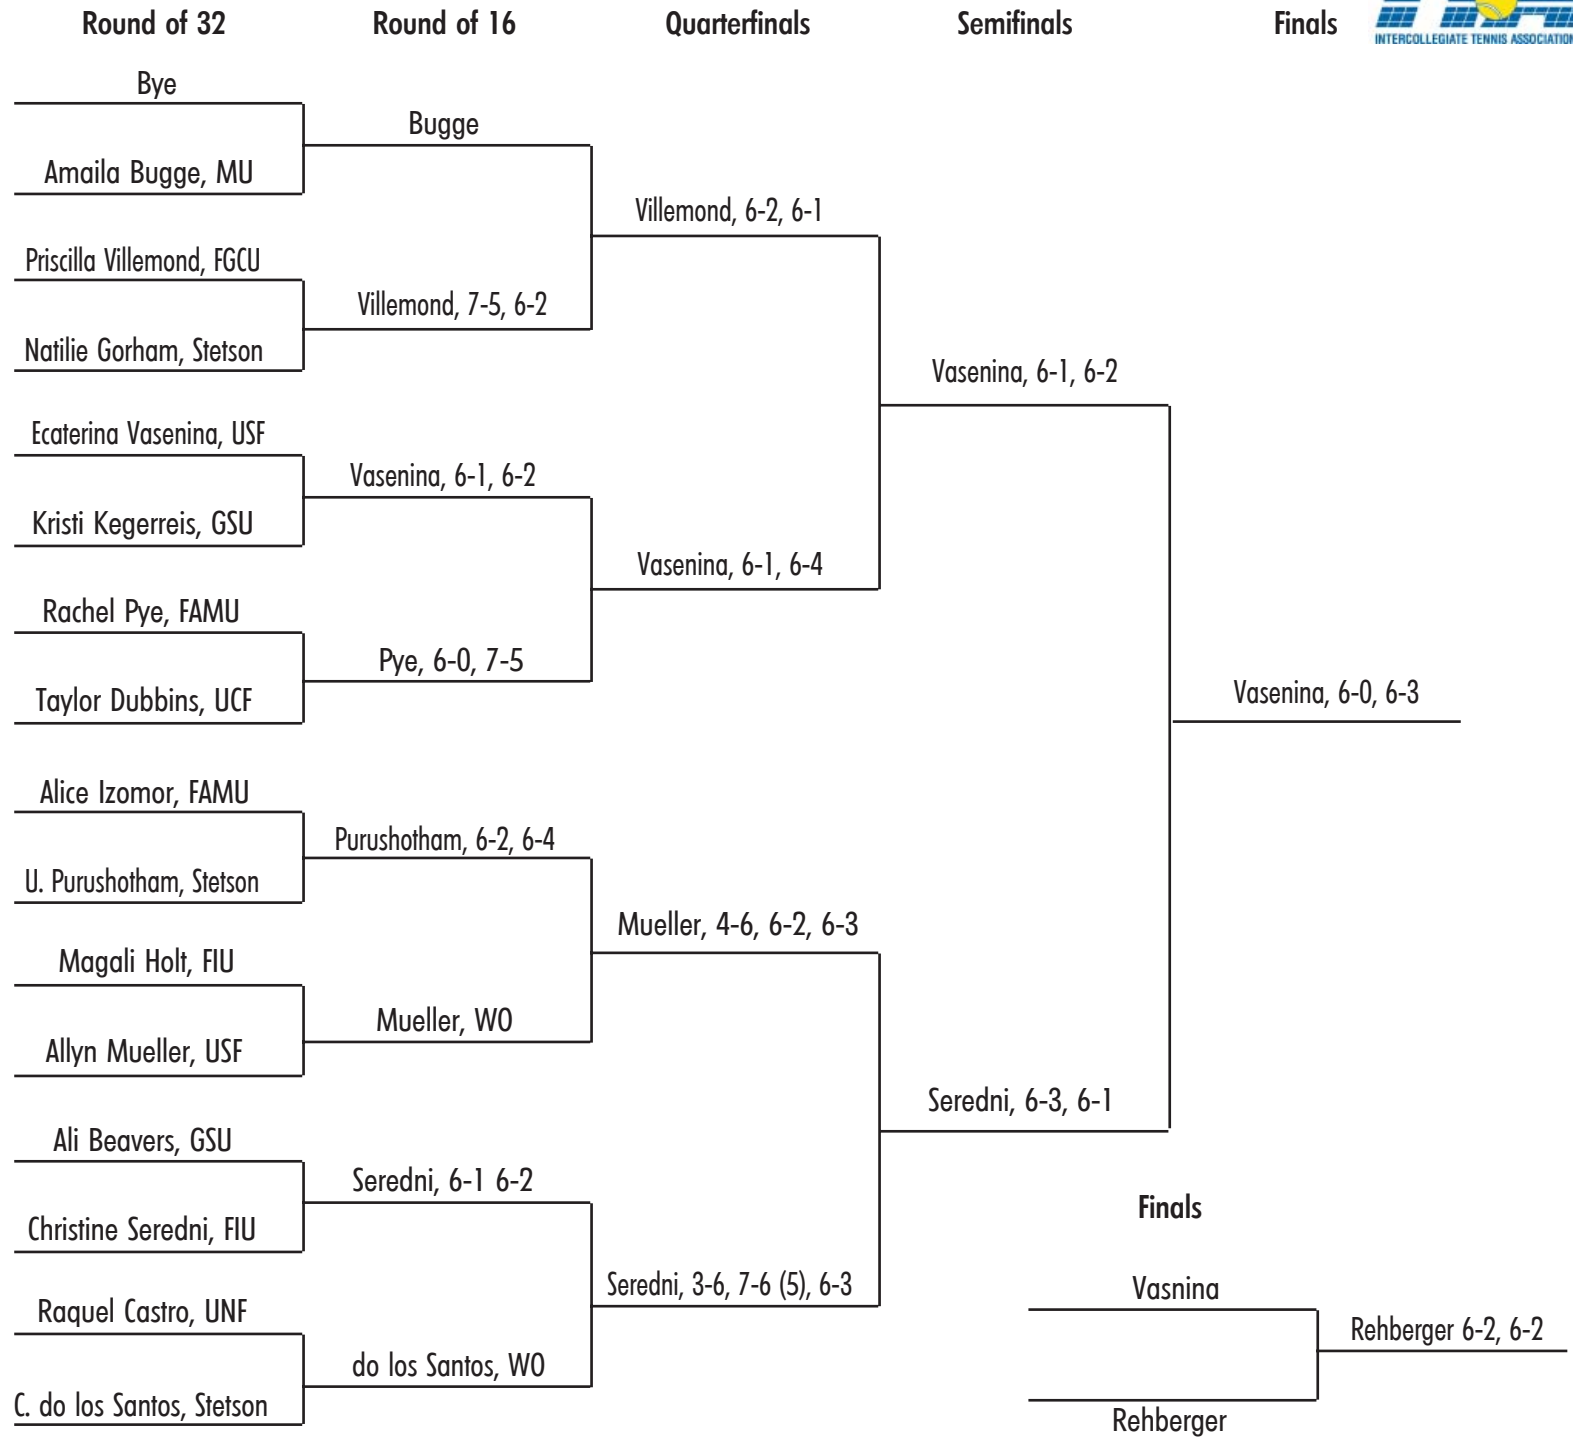 Round of 32
Round of 16
Quarterfinals
Semifinals
Finals
INTERCOLLEGIATE TENNIS ASSOCIATION
Bye
Amaila Bugge, MU
Priscilla Villemond, FGCU
Natilie Gorham, Stetson
Ecaterina Vasenina, USF
Kristi Kegerreis, GSU
Rachel Pye, FAMU
Taylor Dubbins, UCF
Alice Izomor, FAMU
U. Purushotham, Stetson
Magali Holt, FIU
Allyn Mueller, USF
Ali Beavers, GSU
Christine Seredni, FIU
Raquel Castro, UNF
C. do los Santos, Stetson
Bugge
Villemond, 7-5, 6-2
Vasenina, 6-1, 6-2
Pye, 6-0, 7-5
Purushotham, 6-2, 6-4
Mueller, WO
Seredni, 6-1 6-2
do los Santos, WO
Villemond, 6-2, 6-1
Vasenina, 6-1, 6-4
Mueller, 4-6, 6-2, 6-3
Seredni, 3-6, 7-6 (5), 6-3
Vasenina, 6-1, 6-2
Seredni, 6-3, 6-1
Vasenina, 6-0, 6-3
Finals
Vasnina
Rehberger
Rehberger 6-2, 6-2